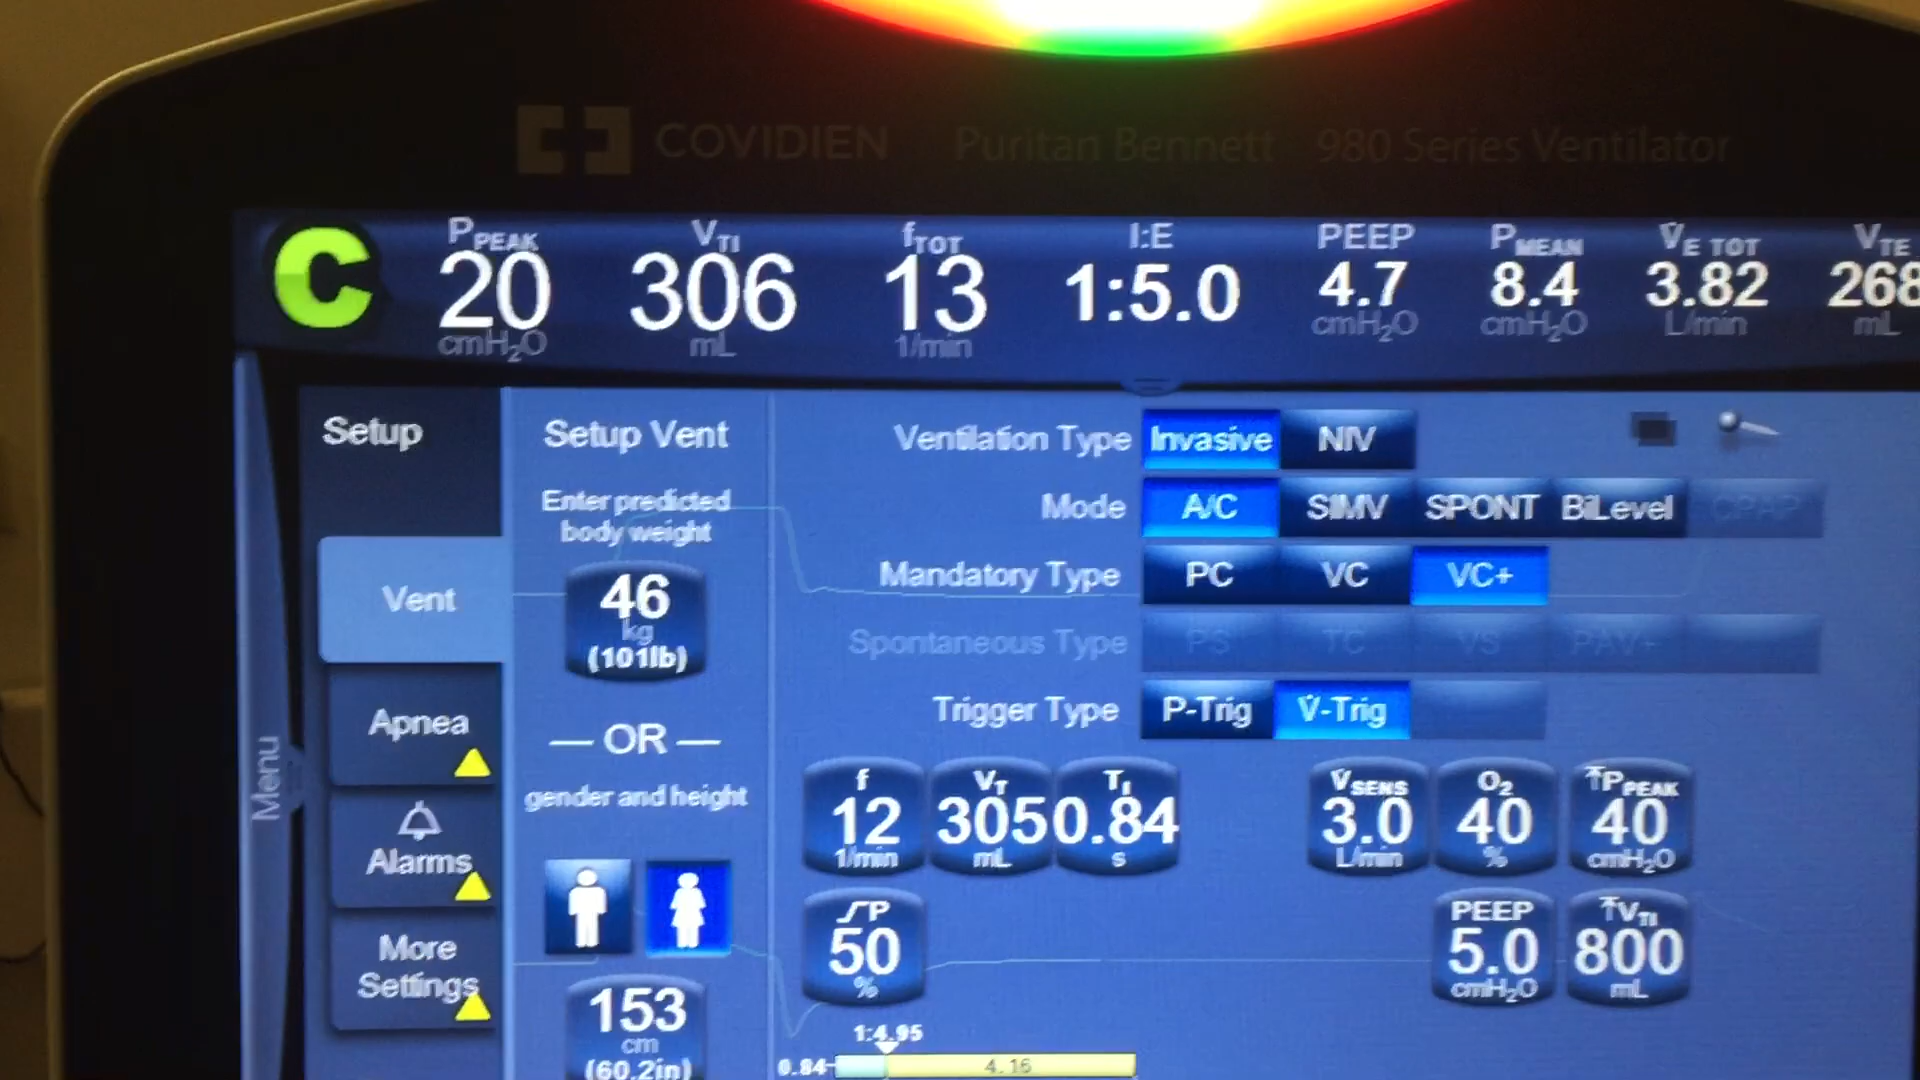 COVIDIEN Puritan Bennett 980 Series Ventilator
C
PPEAK VTI fTOT I:E PEEP PMEAN V̇E TOT VTE
20 306 13 1:5.0 4.7 8.4 3.82 268
cmH2O mL 1/min cmH2O cmH2O L/min mL
Menu
Setup
Vent
Apnea
Alarms
More
Settings
Setup Vent
Enter predicted
body weight
46
kg
(101lb)
— OR —
gender and height
153
cm
(60.2in)
Ventilation Type Invasive NIV
Mode A/C SIMV SPONT BiLevel CPAP
Mandatory Type PC VC VC+
Spontaneous Type PS TC VS PAV+
Trigger Type P-Trig V̇-Trig
f VT TI V̇SENS O2 PPEAK
12 305 0.84 3.0 40 40
1/min mL s L/min % cmH2O
P PEEP VTI
50 5.0 800
% cmH2O mL
1:4.95
0.84 4.16